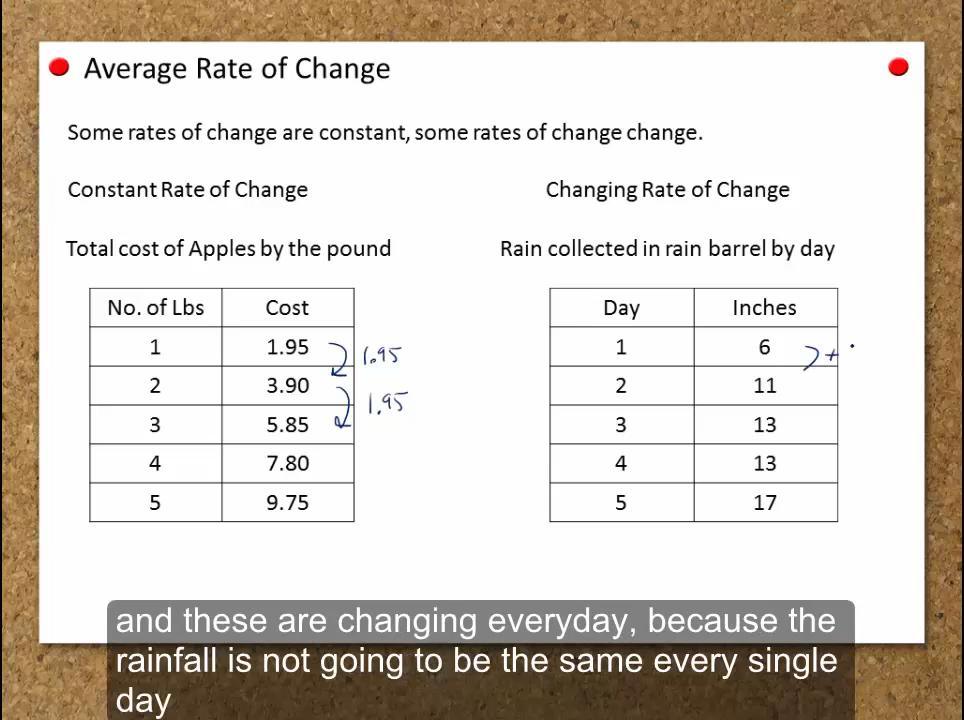 Average Rate of Change
Some rates of change are constant, some rates of change change.
Constant Rate of Change
Changing Rate of Change
Total cost of Apples by the pound
Rain collected in rain barrel by day
No. of Lbs Cost
1 1.95
2 3.90
3 5.85
4 7.80
5 9.75
1.95
1.95
Day Inches
1 6
2 11
3 13
4 13
5 17
+
and these are changing everyday, because the
rainfall is not going to be the same every single
day